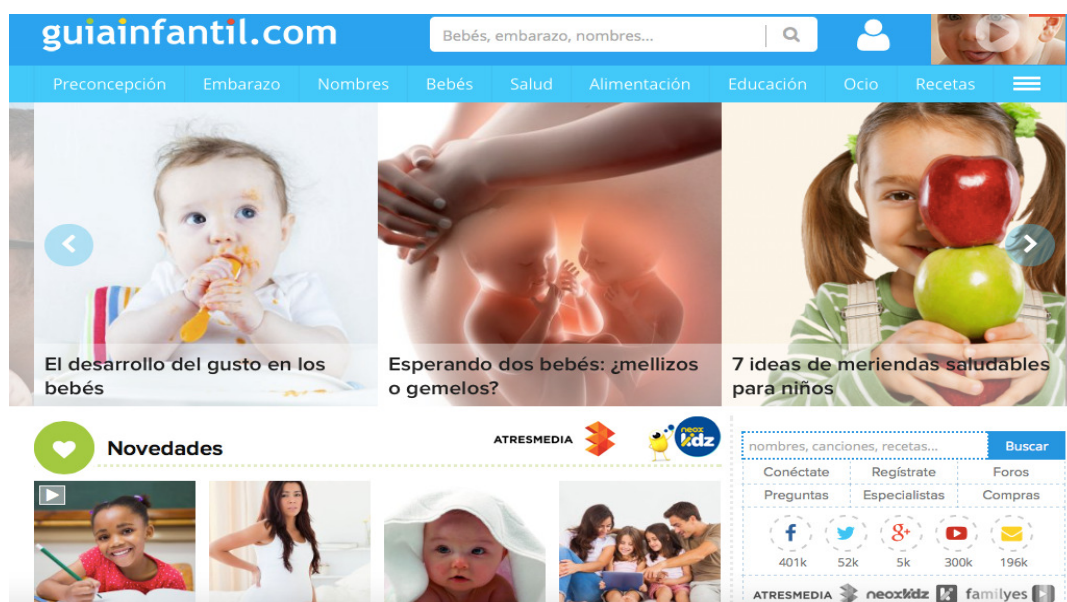 guiainfantil.com
Bebés, embarazo, nombres...
Preconcepción Embarazo Nombres Bebés Salud Alimentación Educación Ocio Recetas
El desarrollo del gusto en los
bebés
Esperando dos bebés: ¿mellizos
o gemelos?
7 ideas de meriendas saludables
para niños
Novedades
ATRESMEDIA
neox
kidz
nombres, canciones, recetas...
Buscar
Conéctate Regístrate Foros
Preguntas Especialistas Compras
401k 52k 5k 300k 196k
ATRESMEDIA neoxkidz familyes